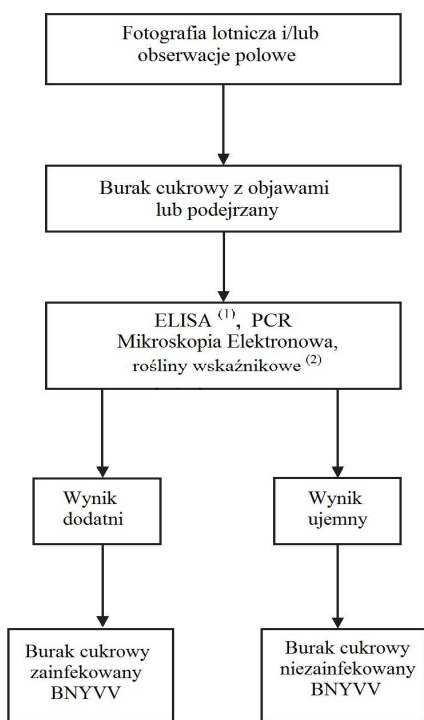 Fotografia lotnicza i/lub
obserwacje polowe
Burak cukrowy z objawami
lub podejrzany
ELISA (1), PCR
Mikroskopia Elektronowa,
rośliny wskaźnikowe (2)
Wynik
dodatni
Wynik
ujemny
Burak cukrowy
zainfekowany
BNYVV
Burak cukrowy
niezainfekowany
BNYVV